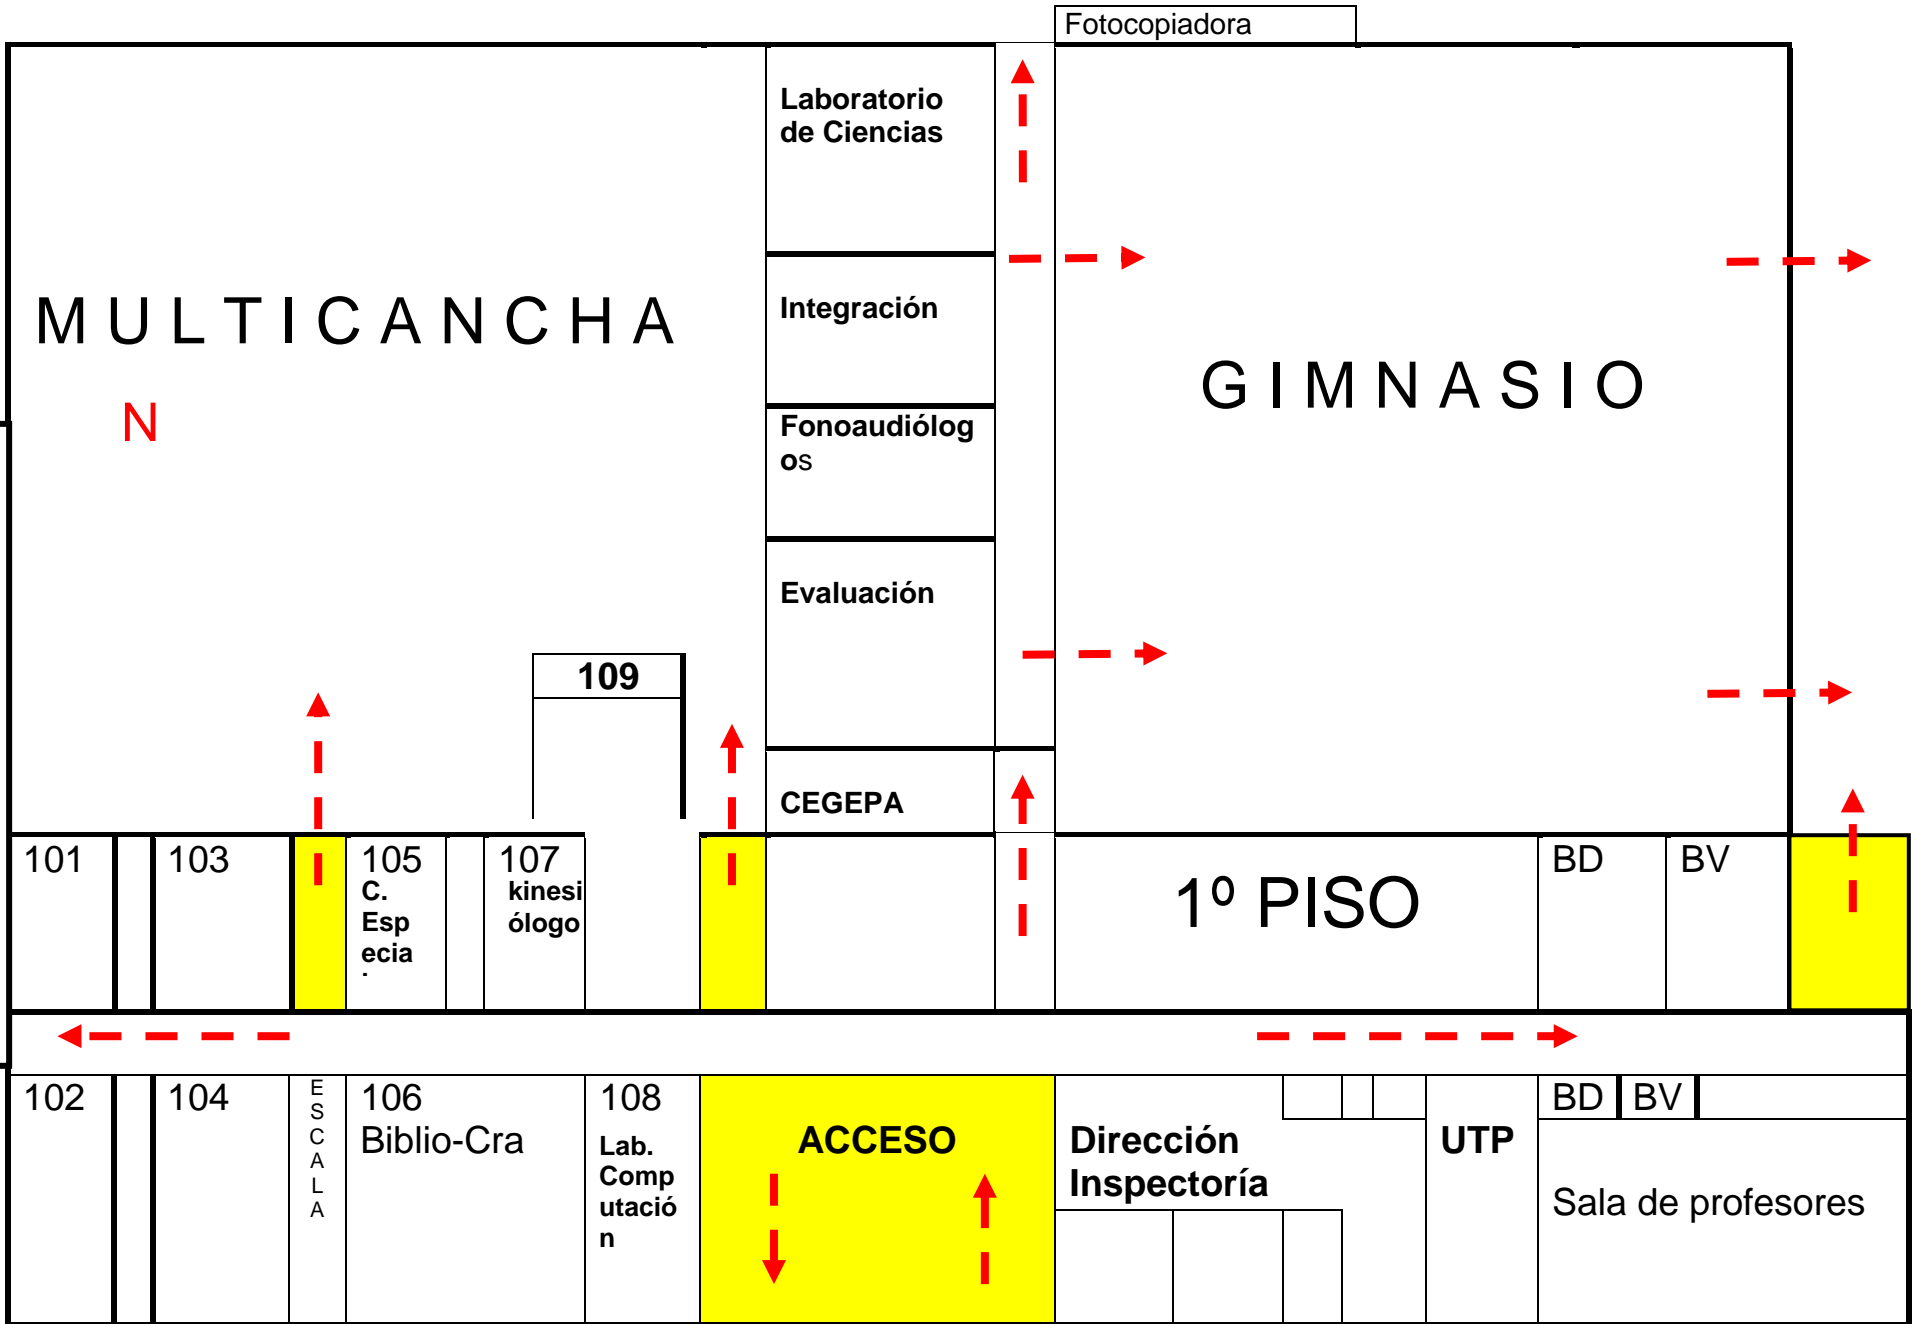 Fotocopiadora
Laboratorio
de Ciencias
MULTICANCHA
Integración
GIMNASIO
N
Fonoaudiólog
os
Evaluación
109
CEGEPA
101
103
105
C.
Esp
ecia
107
kinesi
ólogo
1º PISO
BD
BV
102
104
ESCALA
106
Biblio-Cra
108
Lab.
Comp
utació
n
ACCESO
Dirección
Inspectoría
UTP
BD
BV
Sala de profesores